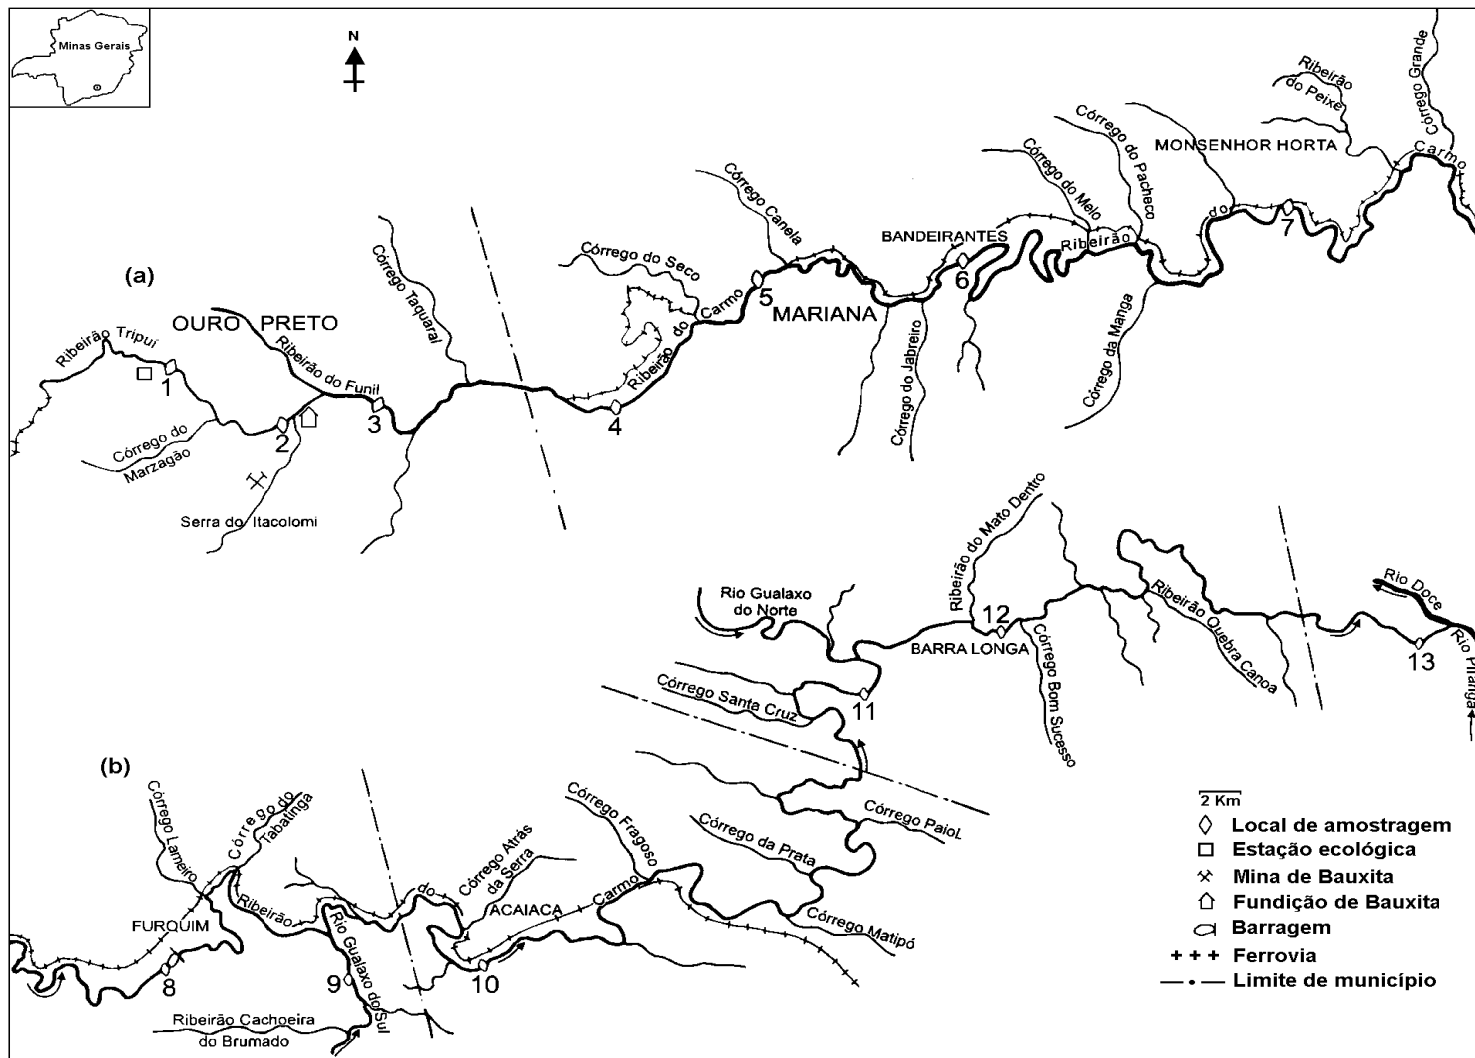 Minas Gerais
N
(a)
Ribeirão Tripuí
OURO PRETO
Ribeirão do Funil
Córrego Taquaral
1
2
3
Córrego do
Marzagão
Serra do Itacolomi
Córrego do Seco
Ribeirão do Carmo
4
5
Córrego Canela
MARIANA
BANDEIRANTES
6
Córrego do Jabreiro
Córrego do Melo
Córrego do Pacheco
Ribeirão do Carmo
Córrego da Manga
MONSENHOR HORTA
7
Ribeirão
do Peixe
Córrego Grande
(b)
Córrego Lameiro
Córrego do
Tabatinga
FURQUIM
8
Ribeirão do Carmo
Rio Gualaxo do Sul
9
Ribeirão Cachoeira
do Brumado
Córrego Atrás
da Serra
ACAIACA
10
Córrego Fragoso
Córrego da Prata
Córrego Matipó
Córrego Paiol
Córrego Santa Cruz
11
Rio Gualaxo
do Norte
BARRA LONGA
Ribeirão do Mato Dentro
12
Córrego Bom Sucesso
Ribeirão Quebra Canoa
Rio Doce
13
Rio Piranga
2 Km
Local de amostragem
Estação ecológica
Mina de Bauxita
Fundição de Bauxita
Barragem
Ferrovia
Limite de município